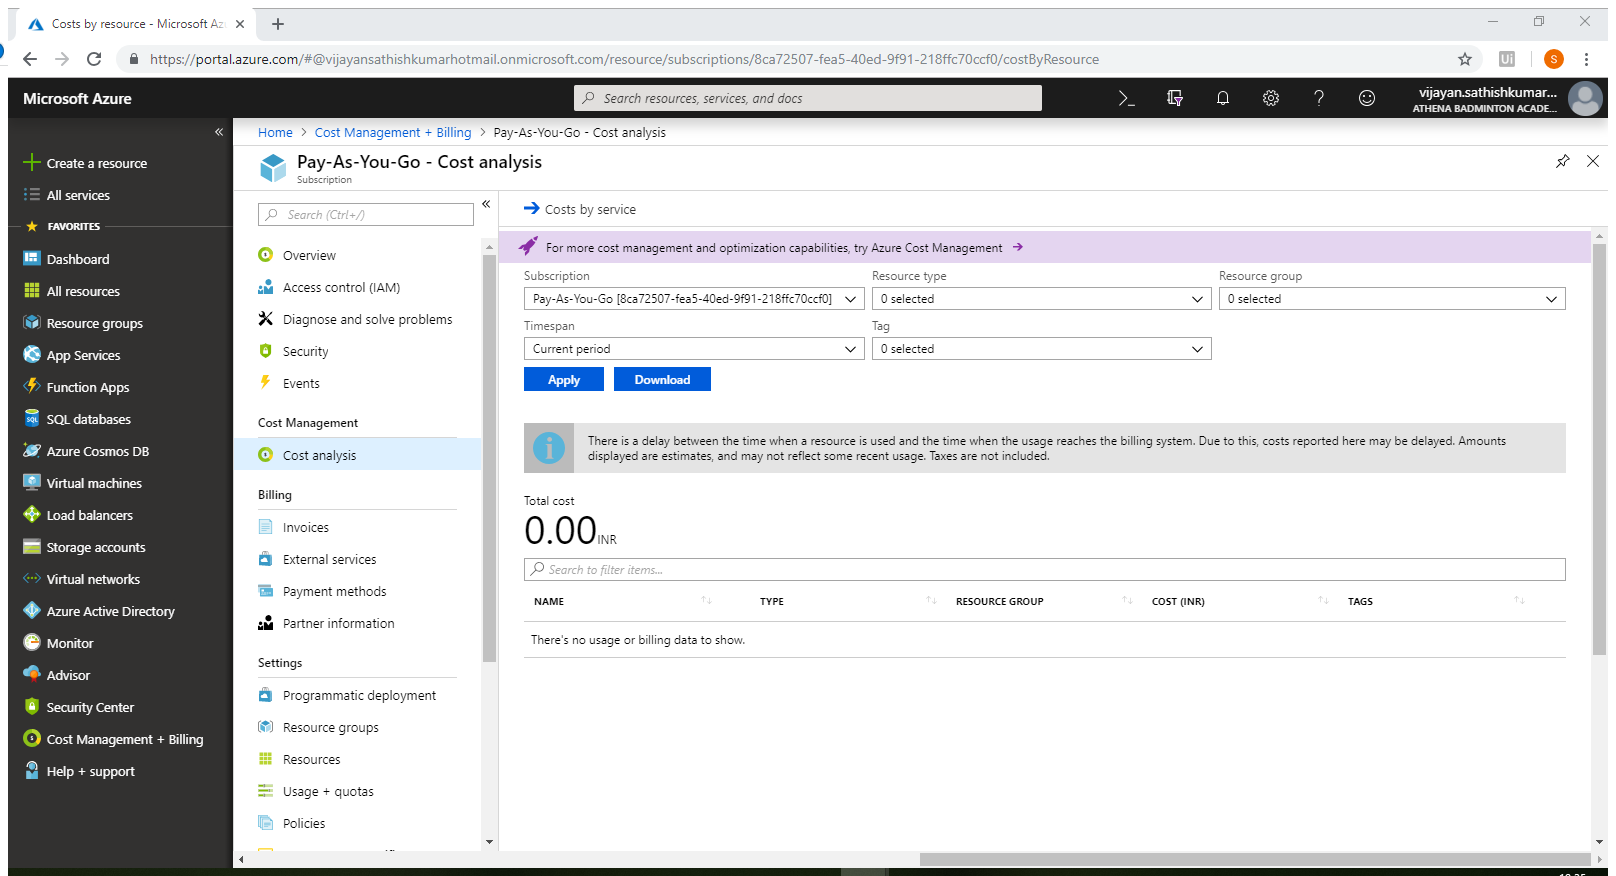 Costs by resource - Microsoft Az
https://portal.azure.com/#@vijayansathishkumarhotmail.onmicrosoft.com/resource/subscriptions/8ca72507-fea5-40ed-9f91-218ffc70ccf0/costByResource
Ui
S
Microsoft Azure
Search resources, services, and docs
vijayan.sathishkumar...
ATHENA BADMINTON ACADE...
Create a resource
All services
FAVORITES
Dashboard
All resources
Resource groups
App Services
Function Apps
SQL databases
Azure Cosmos DB
Virtual machines
Load balancers
Storage accounts
Virtual networks
Azure Active Directory
Monitor
Advisor
Security Center
Cost Management + Billing
Help + support
Home > Cost Management + Billing > Pay-As-You-Go - Cost analysis
Pay-As-You-Go - Cost analysis
Subscription
Search (Ctrl+/)
Overview
Access control (IAM)
Diagnose and solve problems
Security
Events
Cost Management
Cost analysis
Billing
Invoices
External services
Payment methods
Partner information
Settings
Programmatic deployment
Resource groups
Resources
Usage + quotas
Policies
Costs by service
For more cost management and optimization capabilities, try Azure Cost Management
Subscription
Resource type
Resource group
Pay-As-You-Go [8ca72507-fea5-40ed-9f91-218ffc70ccf0]
0 selected
0 selected
Timespan
Tag
Current period
0 selected
Apply
Download
There is a delay between the time when a resource is used and the time when the usage reaches the billing system. Due to this, costs reported here may be delayed. Amounts
displayed are estimates, and may not reflect some recent usage. Taxes are not included.
Total cost
0.00 INR
Search to filter items...
NAME TYPE RESOURCE GROUP COST (INR) TAGS
There's no usage or billing data to show.